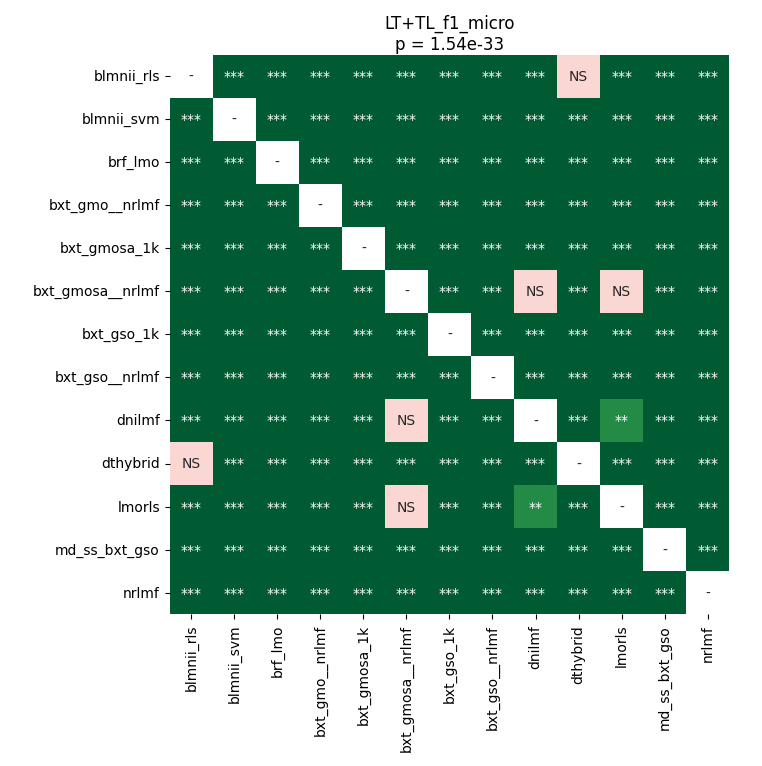 LT+TL_f1_micro
p = 1.54e-33
blmnii_rls - *** *** *** *** *** *** *** *** NS *** *** ***
blmnii_svm *** - *** *** *** *** *** *** *** *** *** *** ***
brf_lmo *** *** - *** *** *** *** *** *** *** *** *** ***
bxt_gmo__nrlmf *** *** *** - *** *** *** *** *** *** *** *** ***
bxt_gmosa_1k *** *** *** *** - *** *** *** *** *** *** *** ***
bxt_gmosa__nrlmf *** *** *** *** *** - *** *** NS *** NS *** ***
bxt_gso_1k *** *** *** *** *** *** - *** *** *** *** *** ***
bxt_gso__nrlmf *** *** *** *** *** *** *** - *** *** *** *** ***
dnilmf *** *** *** *** *** NS *** *** - *** ** *** ***
dthybrid NS *** *** *** *** *** *** *** *** - *** *** ***
lmorls *** *** *** *** *** NS *** *** ** *** - *** ***
md_ss_bxt_gso *** *** *** *** *** *** *** *** *** *** *** - ***
nrlmf *** *** *** *** *** *** *** *** *** *** *** *** -
blmnii_rls
blmnii_svm
brf_lmo
bxt_gmo__nrlmf
bxt_gmosa_1k
bxt_gmosa__nrlmf
bxt_gso_1k
bxt_gso__nrlmf
dnilmf
dthybrid
lmorls
md_ss_bxt_gso
nrlmf